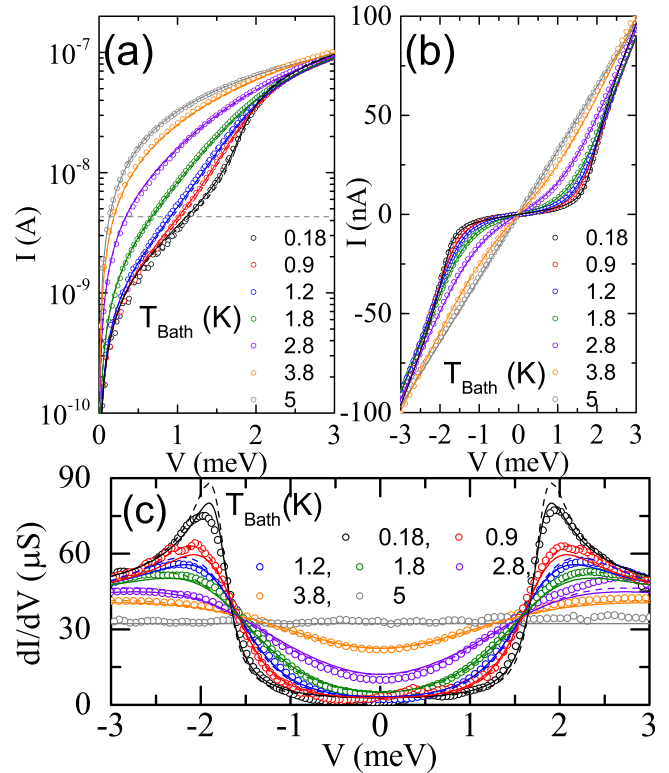 (a)
10⁻⁷
10⁻⁸
10⁻⁹
10⁻¹⁰
I (A)
T_Bath (K)
0.18
0.9
1.2
1.8
2.8
3.8
5
0 1 2 3
V (meV)
(b)
100
50
0
-50
-100
I (nA)
0.18
0.9
1.2
1.8
2.8
3.8
5
T_Bath (K)
-3 -2 -1 0 1 2 3
V (meV)
(c)
T_Bath(K)
0.18, 0.9
1.2, 1.8 2.8,
3.8, 5
90
60
30
0
dI/dV (µS)
-3 -2 -1 0 1 2 3
V (meV)